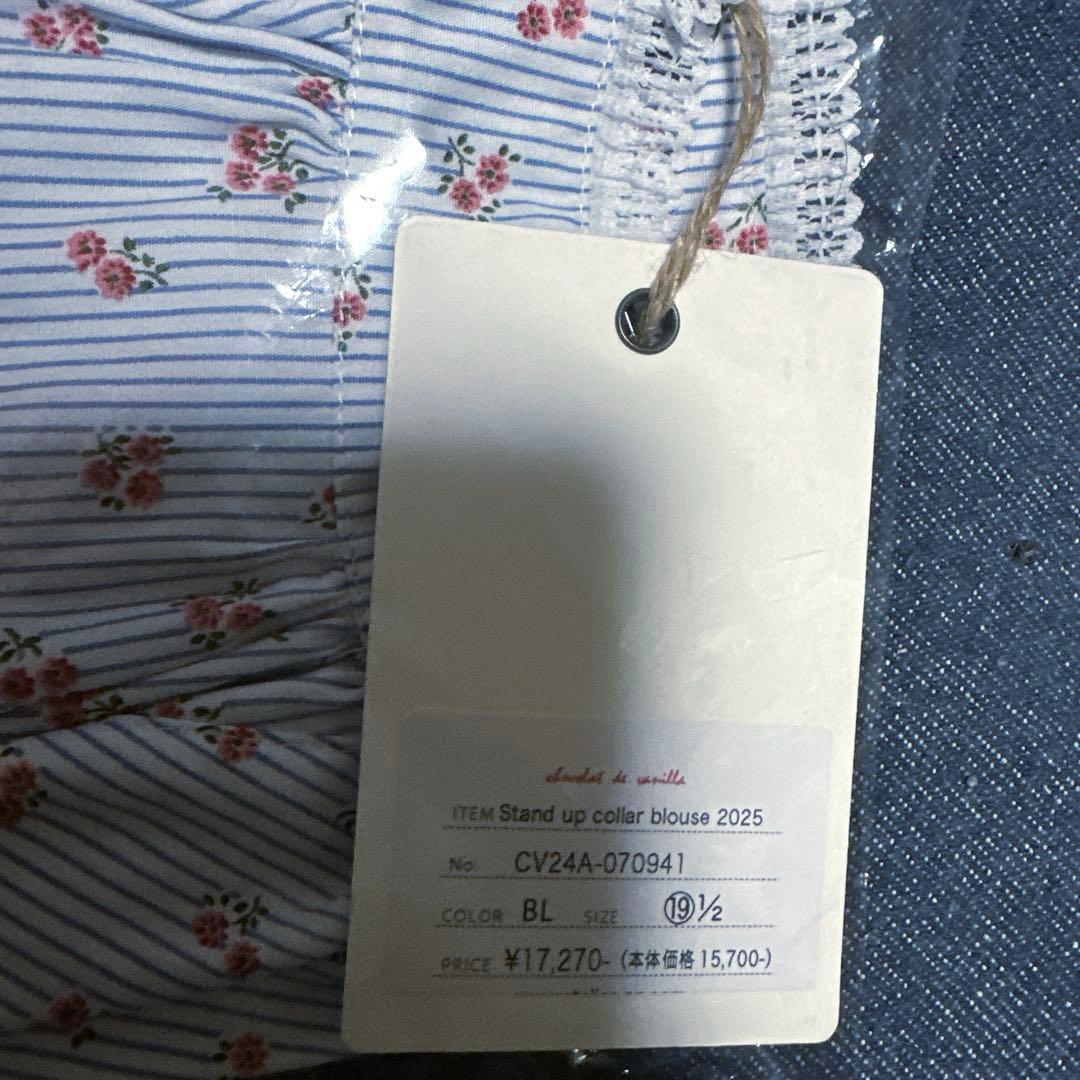 chocolat de vanilla
ITEM Stand up collar blouse 2025
No. CV24A-070941
COLOR BL SIZE ⑲½
PRICE ¥17,270- (本体価格 15,700-)